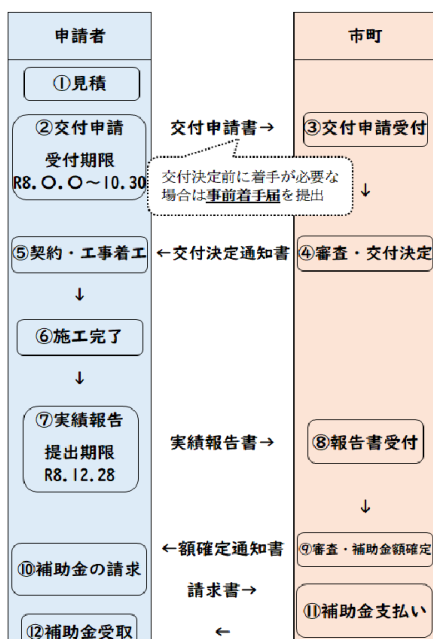 申請者
市町
①見積
②交付申請
受付期限
R8.〇.〇～10.30
交付申請書→
③交付申請受付
交付決定前に着手が必要な
場合は事前着手届を提出
↓
⑤契約・工事着工
←交付決定通知書
④審査・交付決定
↓
⑥施工完了
↓
⑦実績報告
提出期限
R8.12.28
実績報告書→
⑧報告書受付
↓
←額確定通知書
⑨審査・補助金額確定
⑩補助金の請求
請求書→
⑪補助金支払い
⑫補助金受取
←